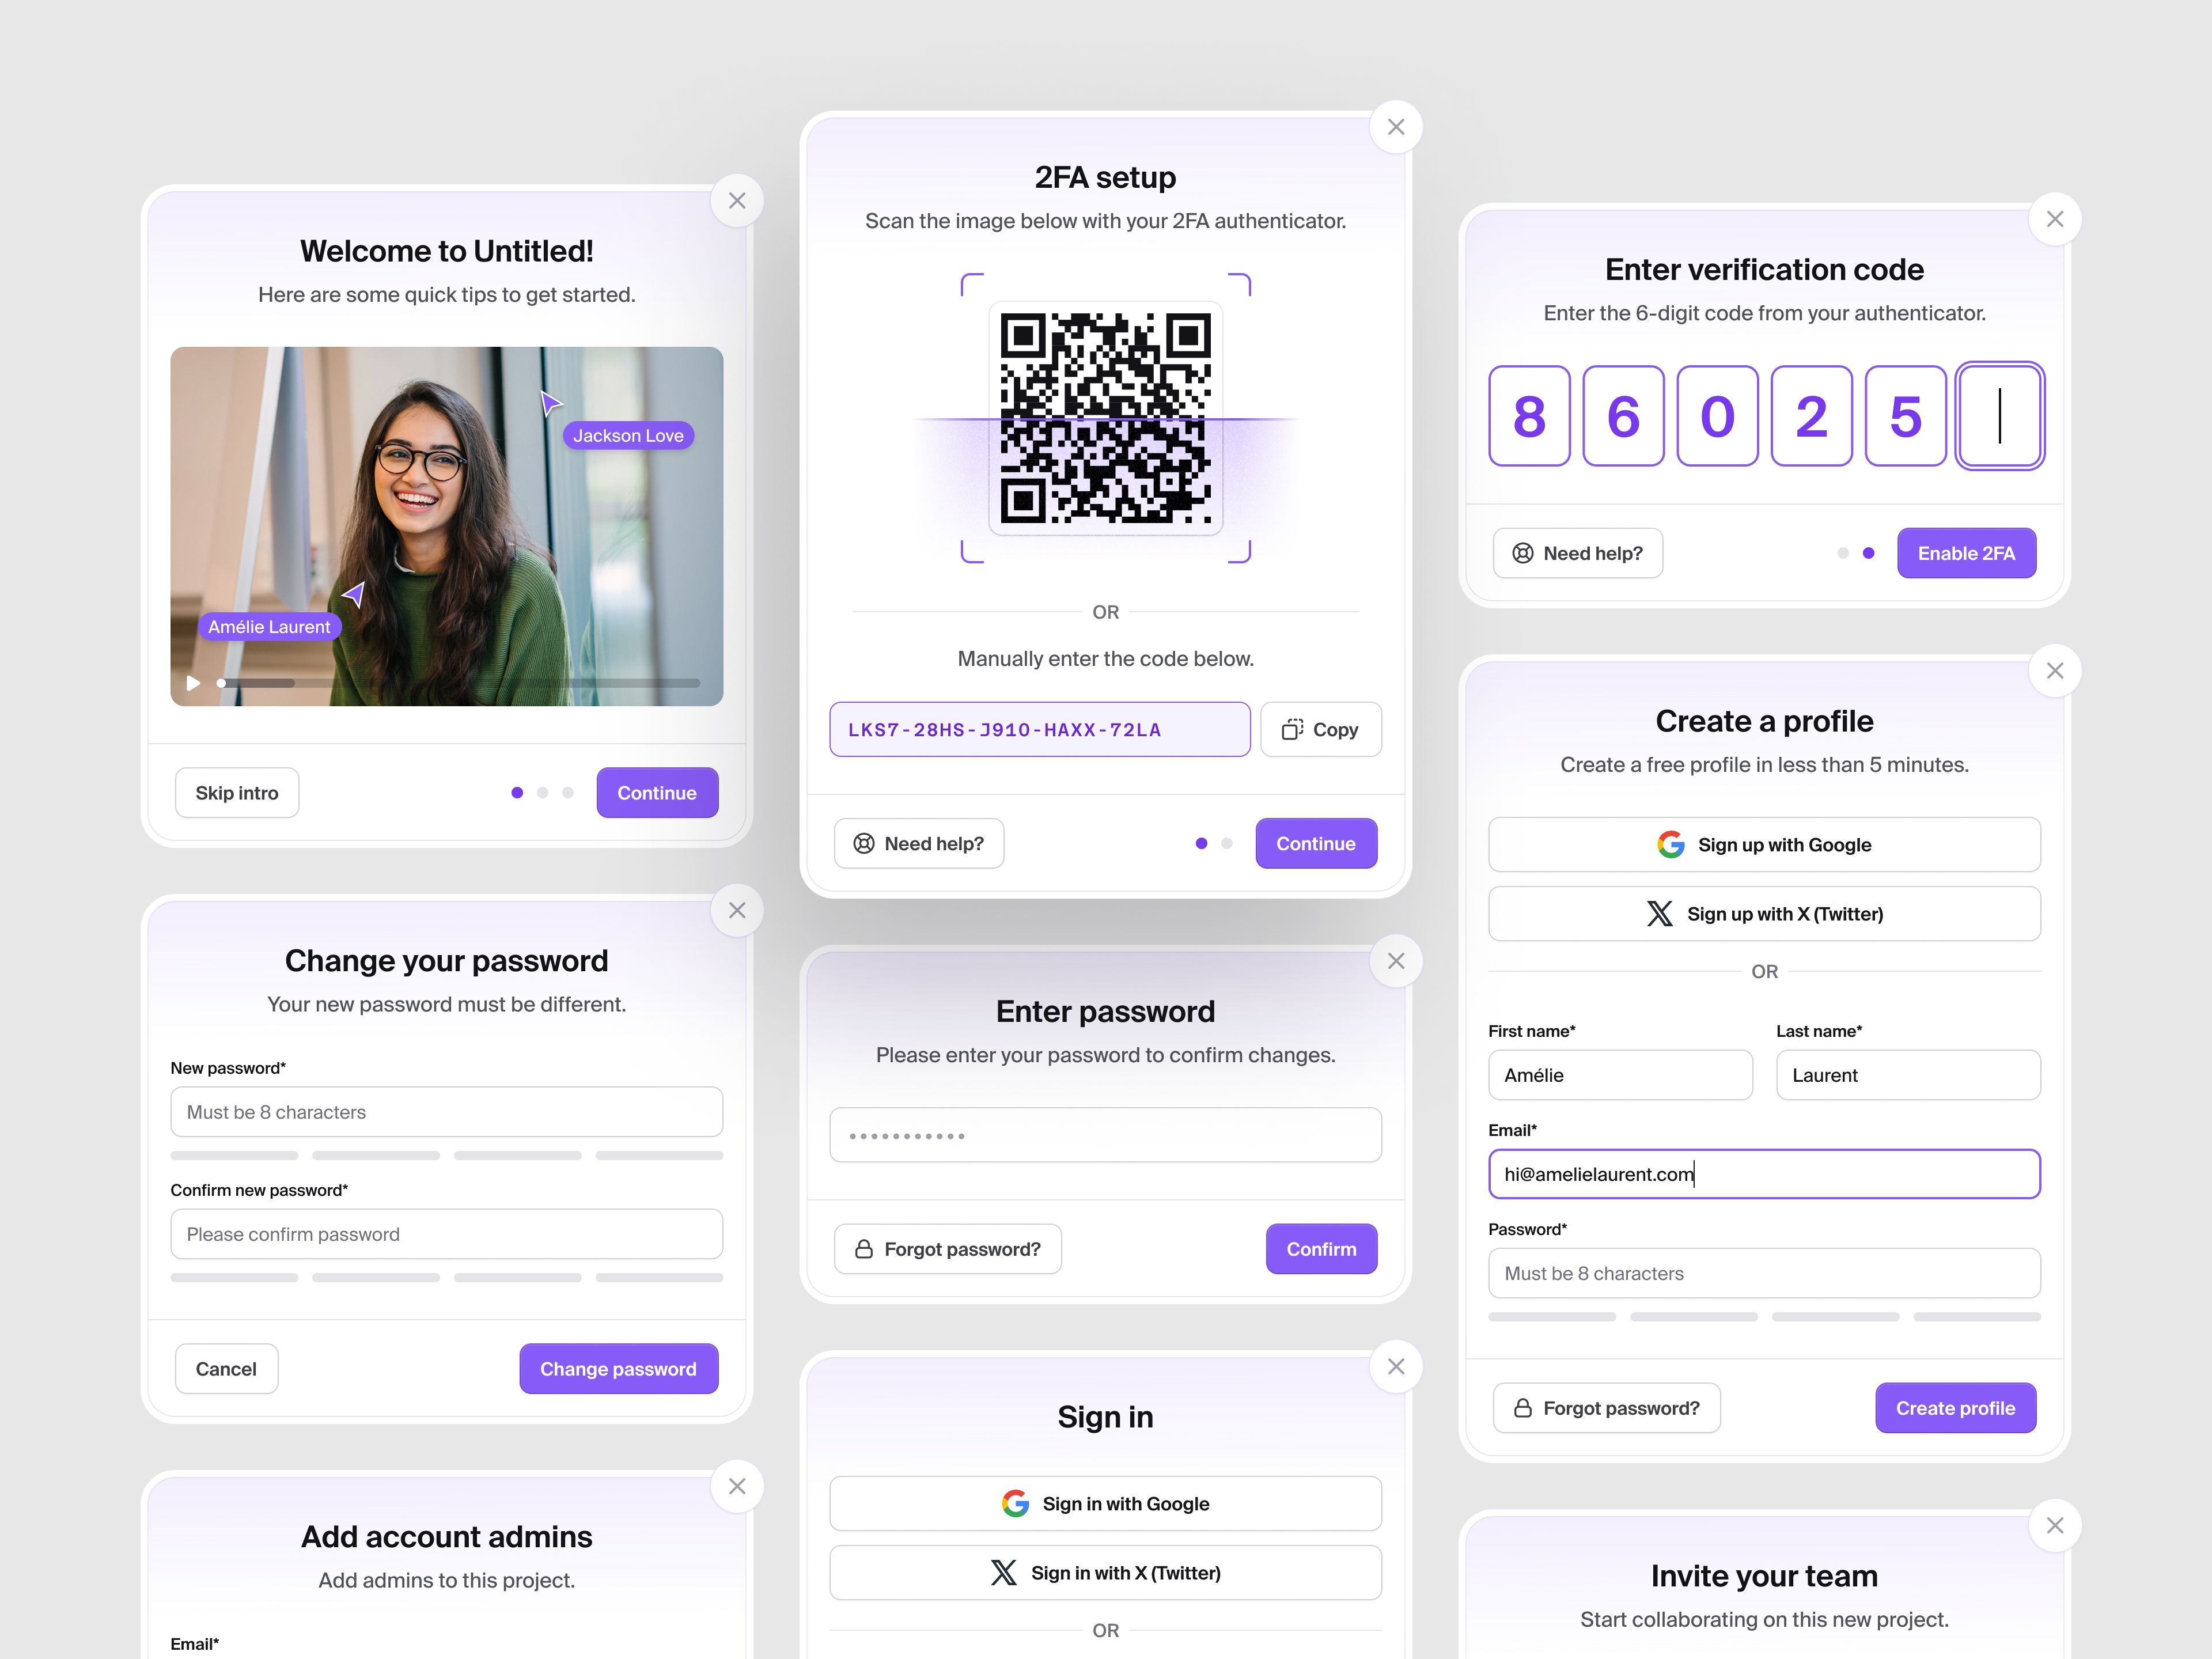 Welcome to Untitled!
Here are some quick tips to get started.
Jackson Love
Amélie Laurent
Skip intro
Continue
Change your password
Your new password must be different.
New password*
Must be 8 characters
Confirm new password*
Please confirm password
Cancel
Change password
Add account admins
Add admins to this project.
Email*
2FA setup
Scan the image below with your 2FA authenticator.
OR
Manually enter the code below.
LKS7-28HS-J91O-HAXX-72LA
Copy
Need help?
Continue
Enter password
Please enter your password to confirm changes.
Forgot password?
Confirm
Sign in
Sign in with Google
Sign in with X (Twitter)
OR
Enter verification code
Enter the 6-digit code from your authenticator.
8 6 0 2 5
Need help?
Enable 2FA
Create a profile
Create a free profile in less than 5 minutes.
Sign up with Google
Sign up with X (Twitter)
OR
First name* Last name*
Amélie Laurent
Email*
hi@amelielaurent.com
Password*
Must be 8 characters
Forgot password?
Create profile
Invite your team
Start collaborating on this new project.